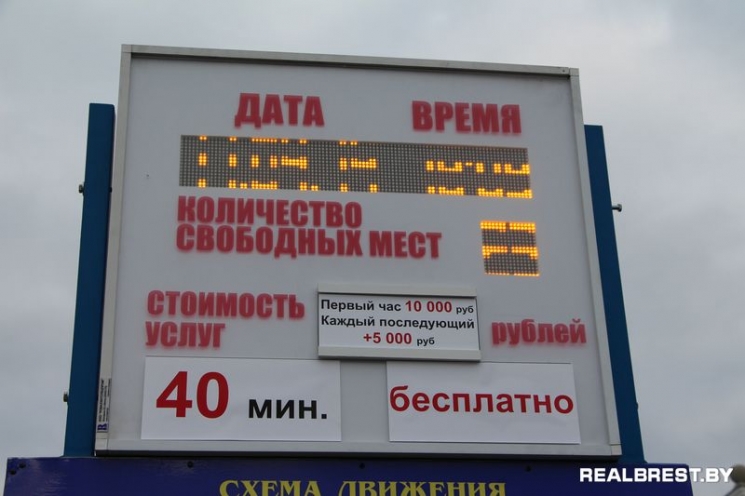 ДАТА ВРЕМЯ
КОЛИЧЕСТВО
СВОБОДНЫХ МЕСТ
СТОИМОСТЬ
УСЛУГ
Первый час 10 000 руб
Каждый последующий
+5 000 руб
рублей
40 мин. бесплатно
СХЕМА ДВИЖЕНИЯ
REALBREST.BY